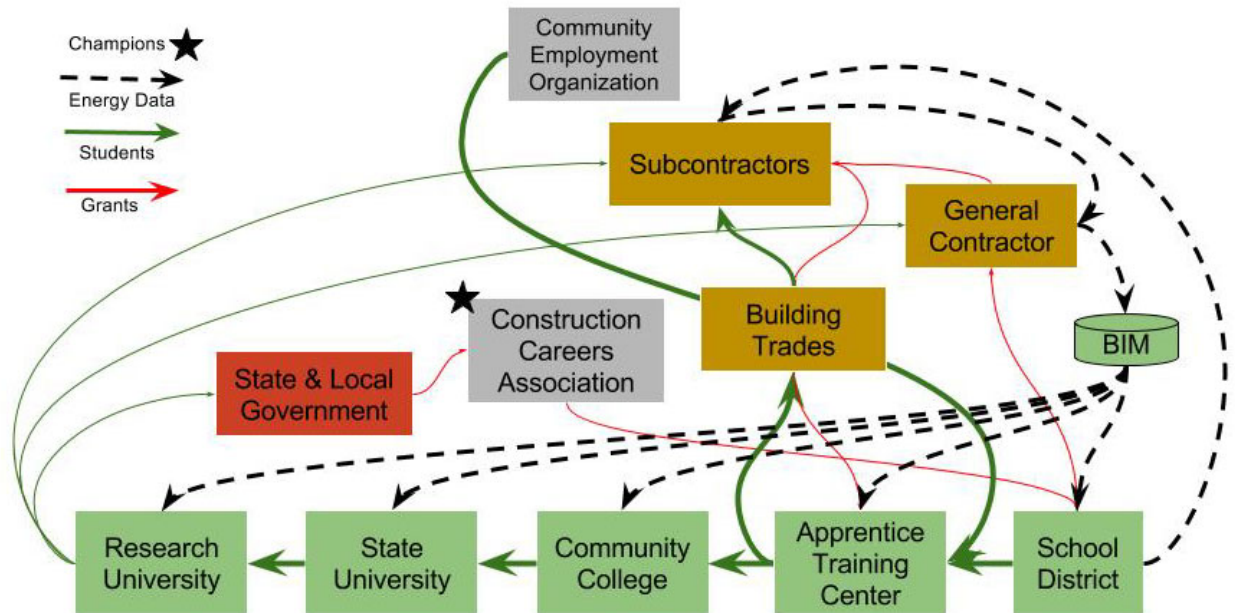 Champions
Energy Data
Students
Grants
Community
Employment
Organization
Subcontractors
General
Contractor
Building
Trades
BIM
Construction
Careers
Association
State & Local
Government
Research
University
State
University
Community
College
Apprentice
Training
Center
School
District